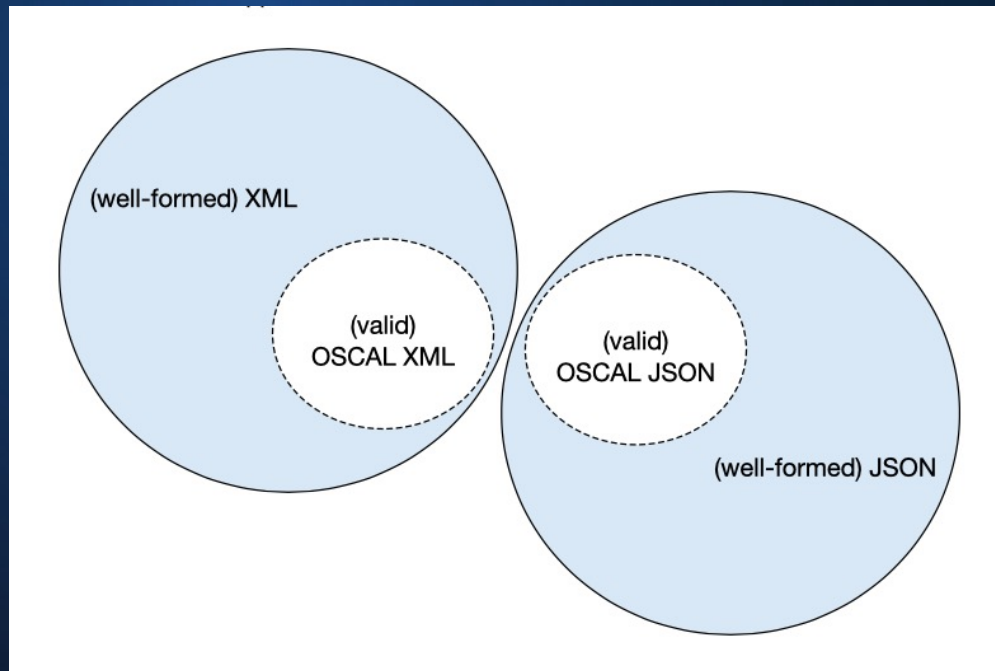 (well-formed) XML
(valid)
OSCAL XML
(valid)
OSCAL JSON
(well-formed) JSON